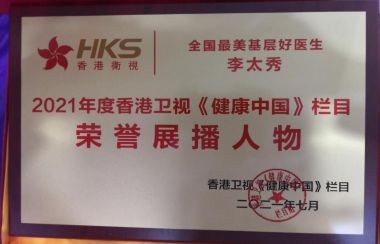 HKS
香港衛視
全国最美基层好医生
李太秀
2021年度香港卫视《健康中国》栏目
荣誉展播人物
香港卫视《健康中国》栏目
二〇二一年七月